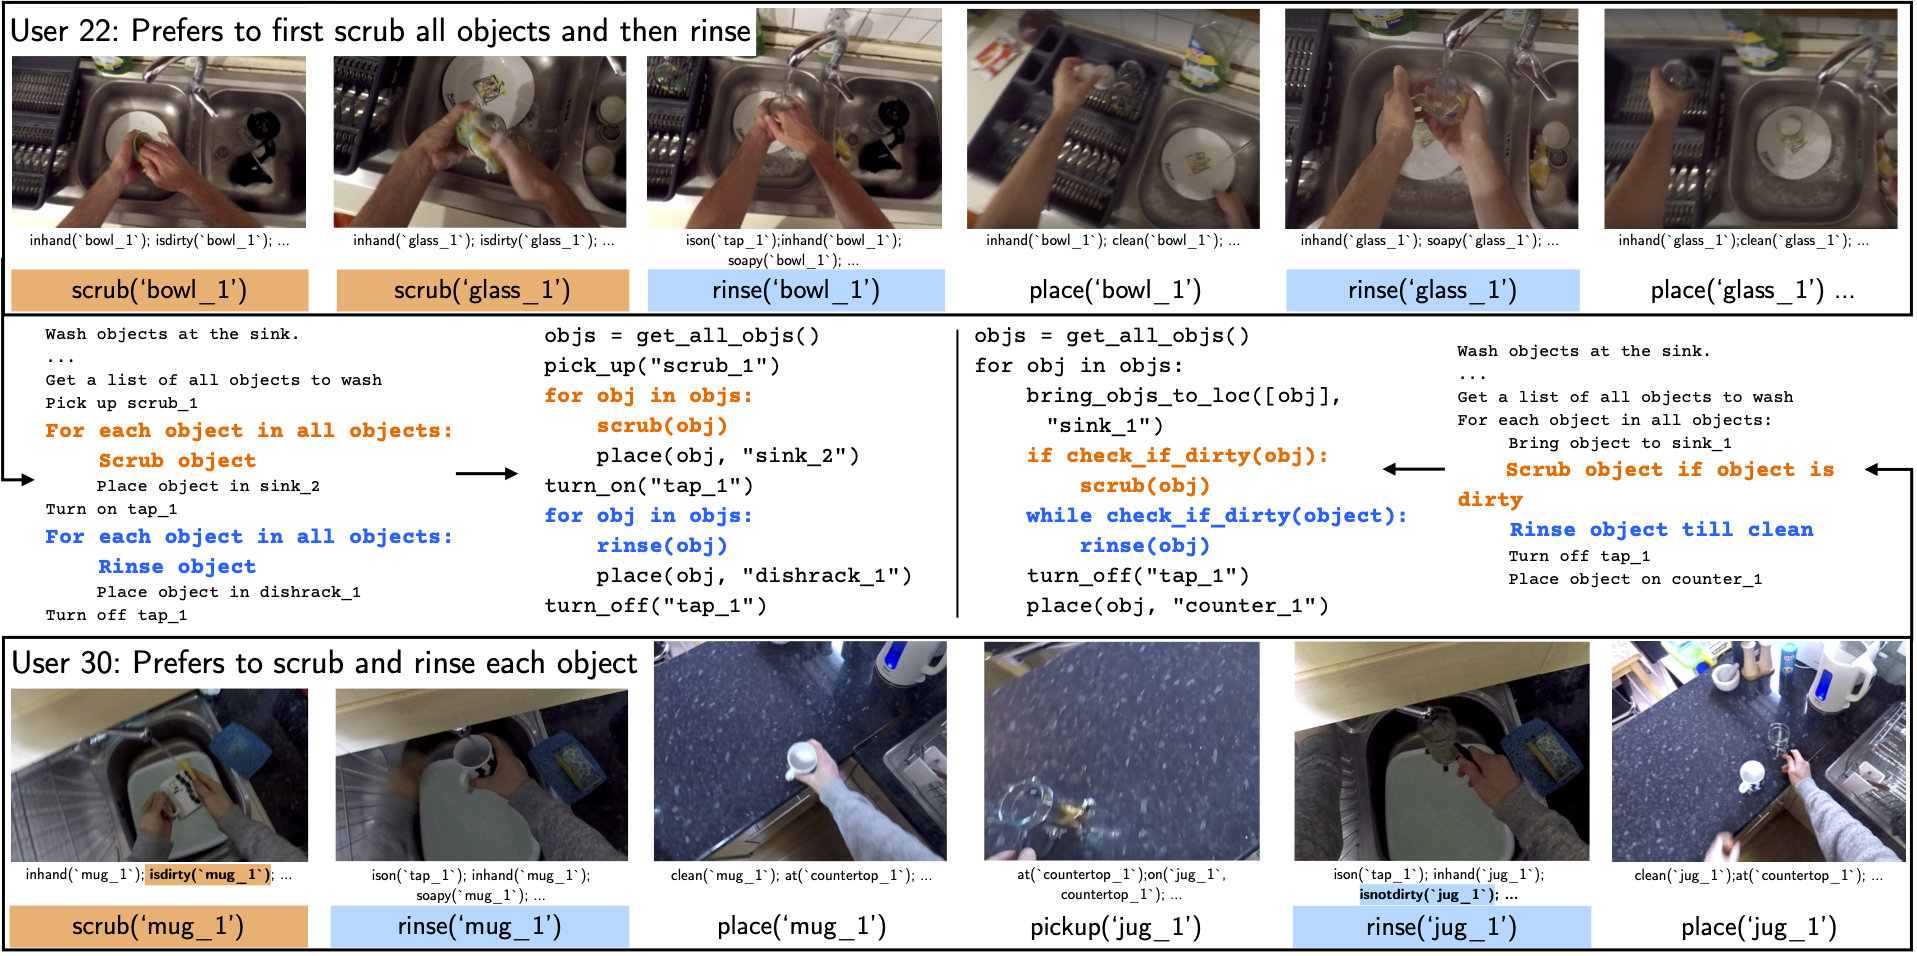 User 22: Prefers to first scrub all objects and then rinse
inhand(`bowl_1`); isdirty(`bowl_1`); ...
scrub(‘bowl_1’)
inhand(`glass_1`); isdirty(`glass_1`); ...
scrub(‘glass_1’)
ison(`tap_1`);inhand(`bowl_1`);
soapy(`bowl_1`); ...
rinse(‘bowl_1’)
inhand(`bowl_1`); clean(`bowl_1`); ...
place(‘bowl_1’)
inhand(`glass_1`); soapy(`glass_1`); ...
rinse(‘glass_1’)
inhand(`glass_1`);clean(`glass_1`); ...
place(‘glass_1’) ...
Wash objects at the sink.
...
Get a list of all objects to wash
Pick up scrub_1
For each object in all objects:
Scrub object
Place object in sink_2
Turn on tap_1
For each object in all objects:
Rinse object
Place object in dishrack_1
Turn off tap_1
objs = get_all_objs()
pick_up("scrub_1")
for obj in objs:
scrub(obj)
place(obj, "sink_2")
turn_on("tap_1")
for obj in objs:
rinse(obj)
place(obj, "dishrack_1")
turn_off("tap_1")
objs = get_all_objs()
for obj in objs:
bring_objs_to_loc([obj],
"sink_1")
if check_if_dirty(obj):
scrub(obj)
while check_if_dirty(object):
rinse(obj)
turn_off("tap_1")
place(obj, "counter_1")
Wash objects at the sink.
...
Get a list of all objects to wash
For each object in all objects:
Bring object to sink_1
Scrub object if object is
dirty
Rinse object till clean
Turn off tap_1
Place object on counter_1
User 30: Prefers to scrub and rinse each object
inhand(`mug_1`); isdirty(`mug_1`); ...
scrub(‘mug_1’)
ison(`tap_1`); inhand(`mug_1`);
soapy(`mug_1`); ...
rinse(‘mug_1’)
clean(`mug_1`); at(`countertop_1`); ...
place(‘mug_1’)
at(`countertop_1`);on(`jug_1`,
countertop_1`); ...
pickup(‘jug_1’)
ison(`tap_1`); inhand(`jug_1`);
isnotdirty(`jug_1`); ...
rinse(‘jug_1’)
clean(`jug_1`);at(`countertop_1`); ...
place(‘jug_1’)